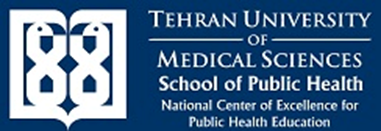 TEHRAN UNIVERSITY
OF
MEDICAL SCIENCES
School of Public Health
National Center of Excellence for
Public Health Education